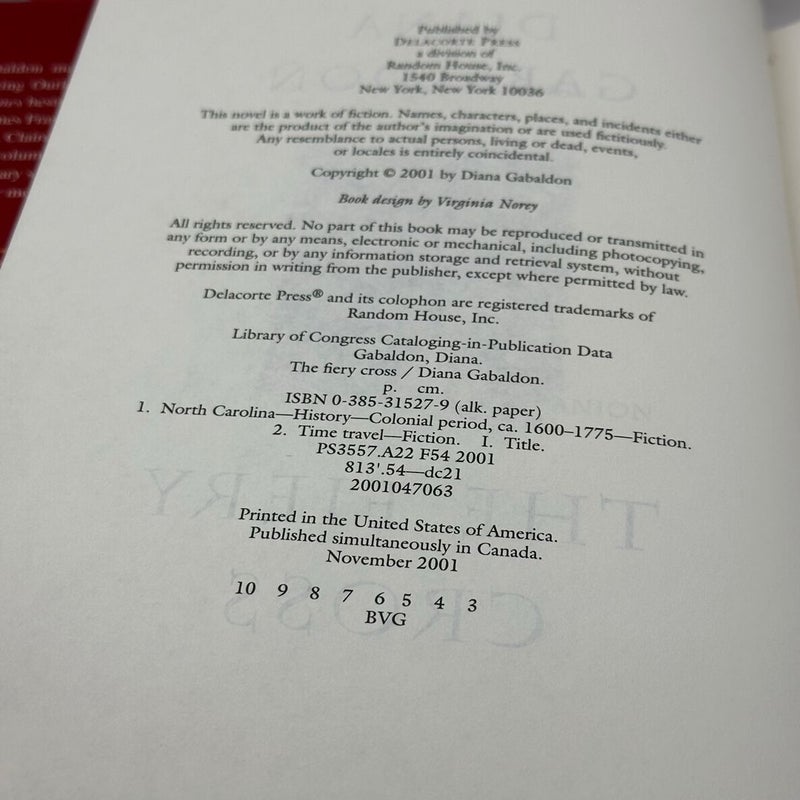 Published by
DELACORTE PRESS
a division of
Random House, Inc.
1540 Broadway
New York, New York 10036
This novel is a work of fiction. Names, characters, places, and incidents either
are the product of the author's imagination or are used fictitiously.
Any resemblance to actual persons, living or dead, events,
or locales is entirely coincidental.
Copyright © 2001 by Diana Gabaldon
Book design by Virginia Norey
All rights reserved. No part of this book may be reproduced or transmitted in
any form or by any means, electronic or mechanical, including photocopying,
recording, or by any information storage and retrieval system, without
permission in writing from the publisher, except where permitted by law.
Delacorte Press® and its colophon are registered trademarks of
Random House, Inc.
Library of Congress Cataloging-in-Publication Data
Gabaldon, Diana.
The fiery cross / Diana Gabaldon.
p. cm.
ISBN 0-385-31527-9 (alk. paper)
1. North Carolina—History—Colonial period, ca. 1600–1775—Fiction.
2. Time travel—Fiction. I. Title.
PS3557.A22 F54 2001
813'.54—dc21
2001047063
Printed in the United States of America.
Published simultaneously in Canada.
November 2001
10 9 8 7 6 5 4 3
BVG